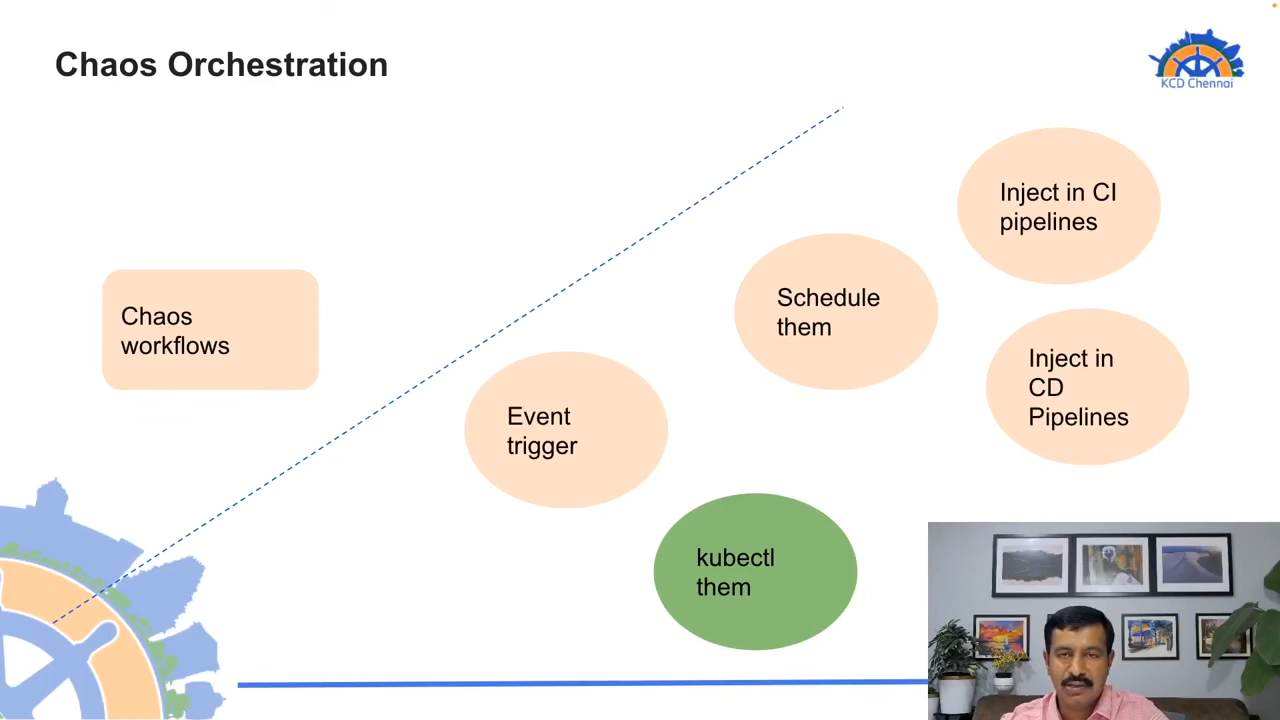 Chaos Orchestration
KCD Chennai
Inject in CI
pipelines
Schedule
them
Chaos
workflows
Inject in
CD
Pipelines
Event
trigger
kubectl
them